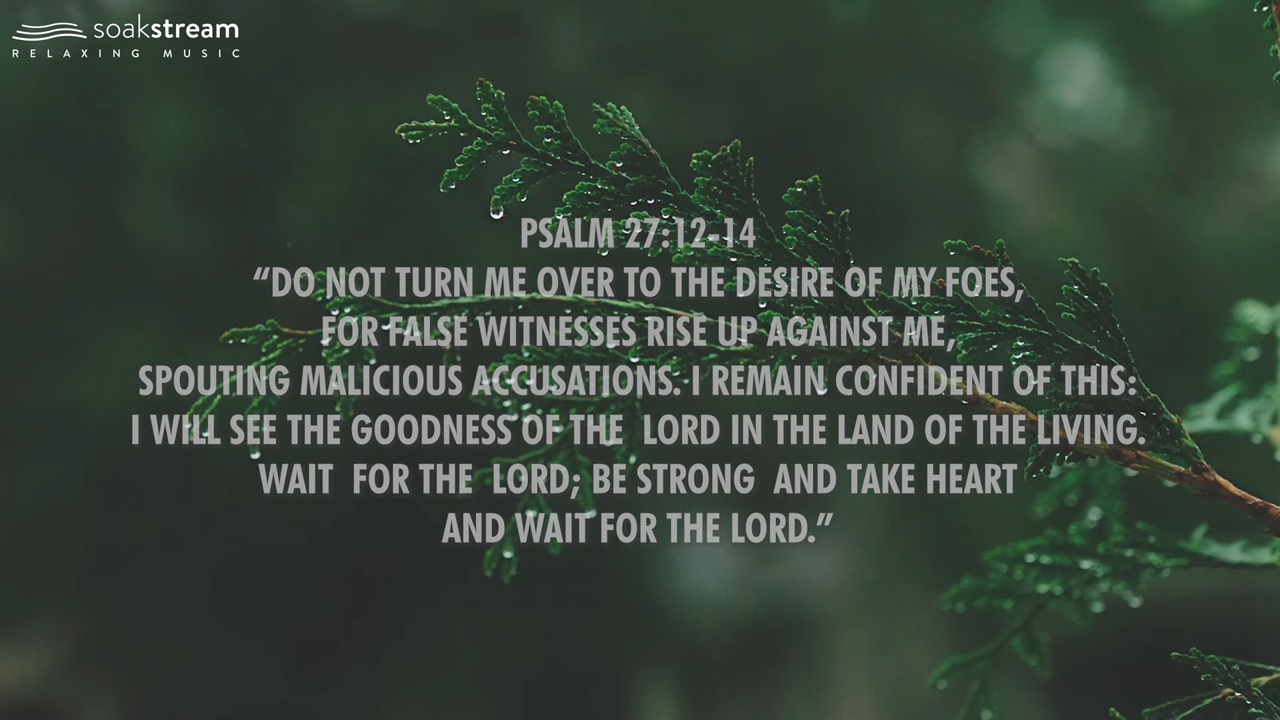 soakstream
RELAXING MUSIC
PSALM 27:12-14
“DO NOT TURN ME OVER TO THE DESIRE OF MY FOES,
FOR FALSE WITNESSES RISE UP AGAINST ME,
SPOUTING MALICIOUS ACCUSATIONS. I REMAIN CONFIDENT OF THIS:
I WILL SEE THE GOODNESS OF THE LORD IN THE LAND OF THE LIVING.
WAIT FOR THE LORD; BE STRONG AND TAKE HEART
AND WAIT FOR THE LORD.”